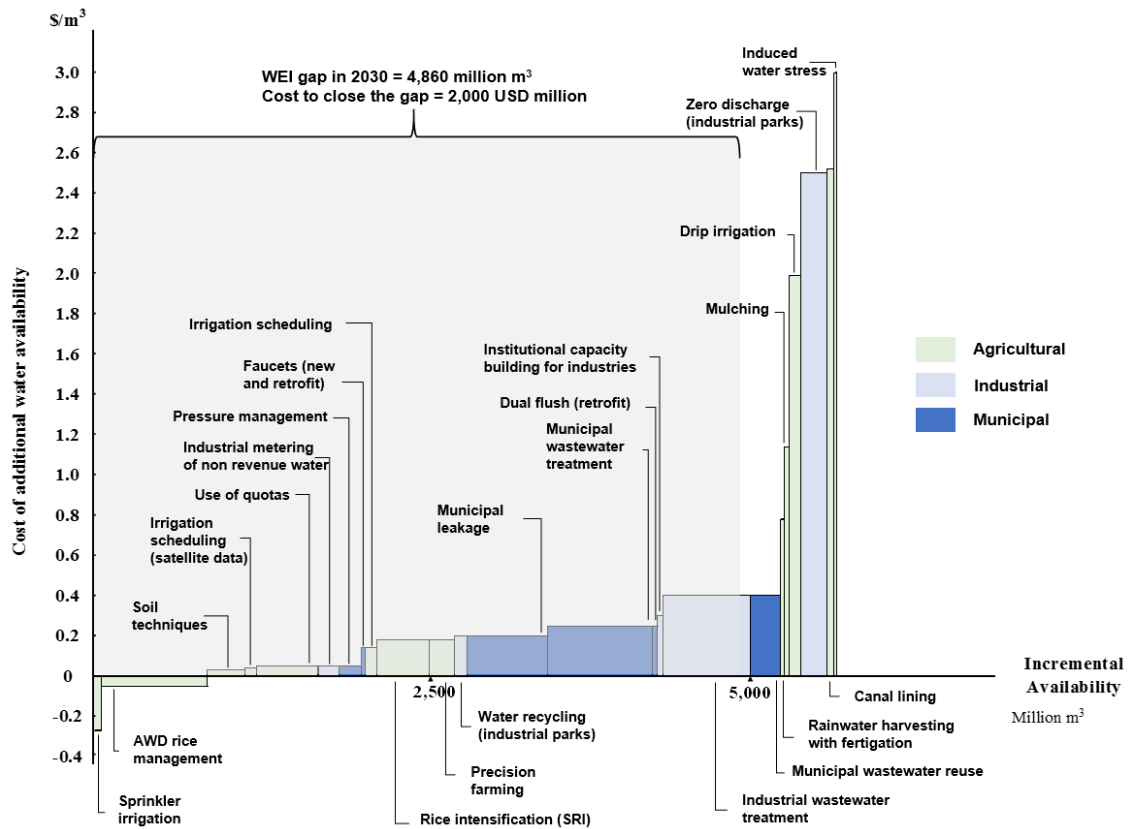 $/m³
3.0
2.8
2.6
2.4
2.2
2.0
1.8
1.6
1.4
1.2
1.0
0.8
0.6
0.4
0.2
0
-0.2
-0.4
Cost of additional water availability
WEI gap in 2030 = 4,860 million m³
Cost to close the gap = 2,000 USD million
Induced
water stress
Zero discharge
(industrial parks)
Drip irrigation
Mulching
Irrigation scheduling
Faucets (new
and retrofit)
Pressure management
Industrial metering
of non revenue water
Use of quotas
Irrigation
scheduling
(satellite data)
Soil
techniques
Institutional capacity
building for industries
Dual flush (retrofit)
Municipal
wastewater
treatment
Municipal
leakage
Agricultural
Industrial
Municipal
2,500
5,000
Incremental
Availability
Million m³
AWD rice
management
Sprinkler
irrigation
Water recycling
(industrial parks)
Precision
farming
Rice intensification (SRI)
Canal lining
Rainwater harvesting
with fertigation
Municipal wastewater reuse
Industrial wastewater
treatment